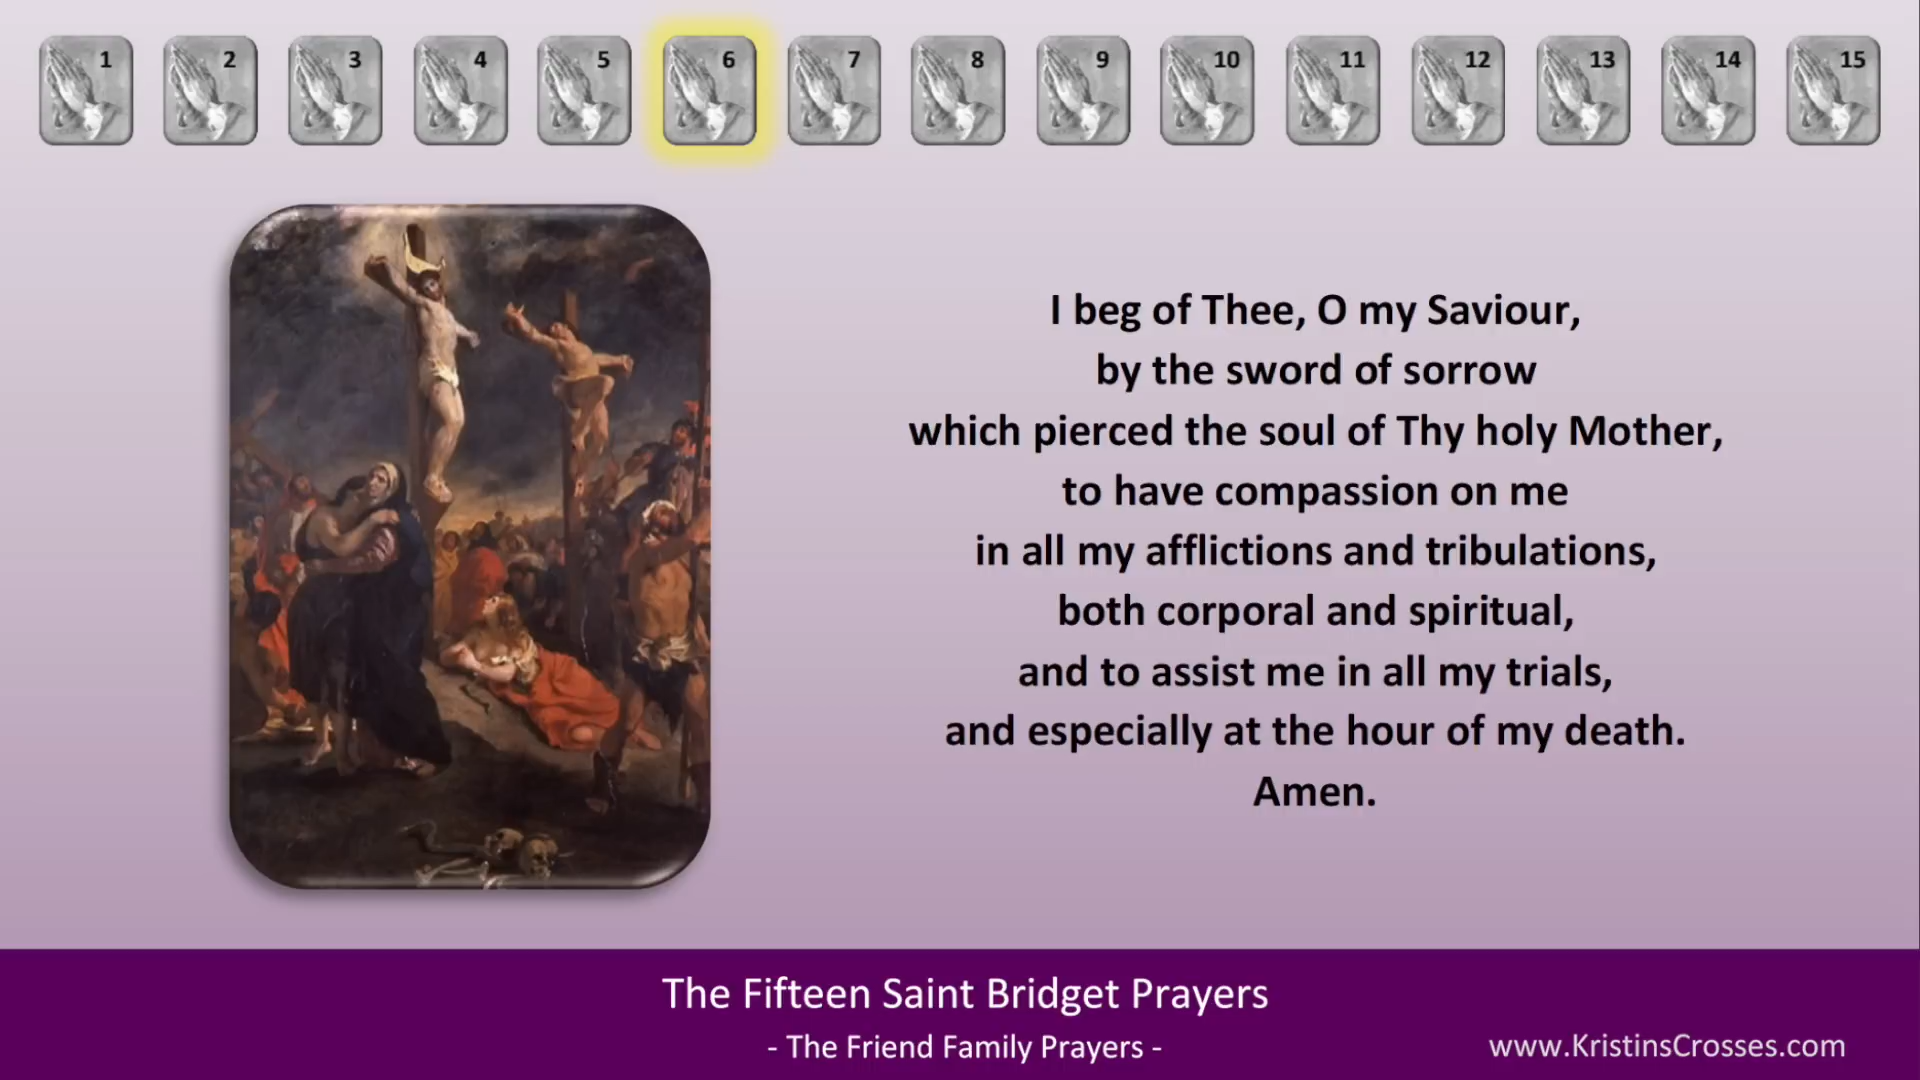 1 2 3 4 5 6 7 8 9 10 11 12 13 14 15
I beg of Thee, O my Saviour,
by the sword of sorrow
which pierced the soul of Thy holy Mother,
to have compassion on me
in all my afflictions and tribulations,
both corporal and spiritual,
and to assist me in all my trials,
and especially at the hour of my death.
Amen.
The Fifteen Saint Bridget Prayers
- The Friend Family Prayers -
www.KristinsCrosses.com